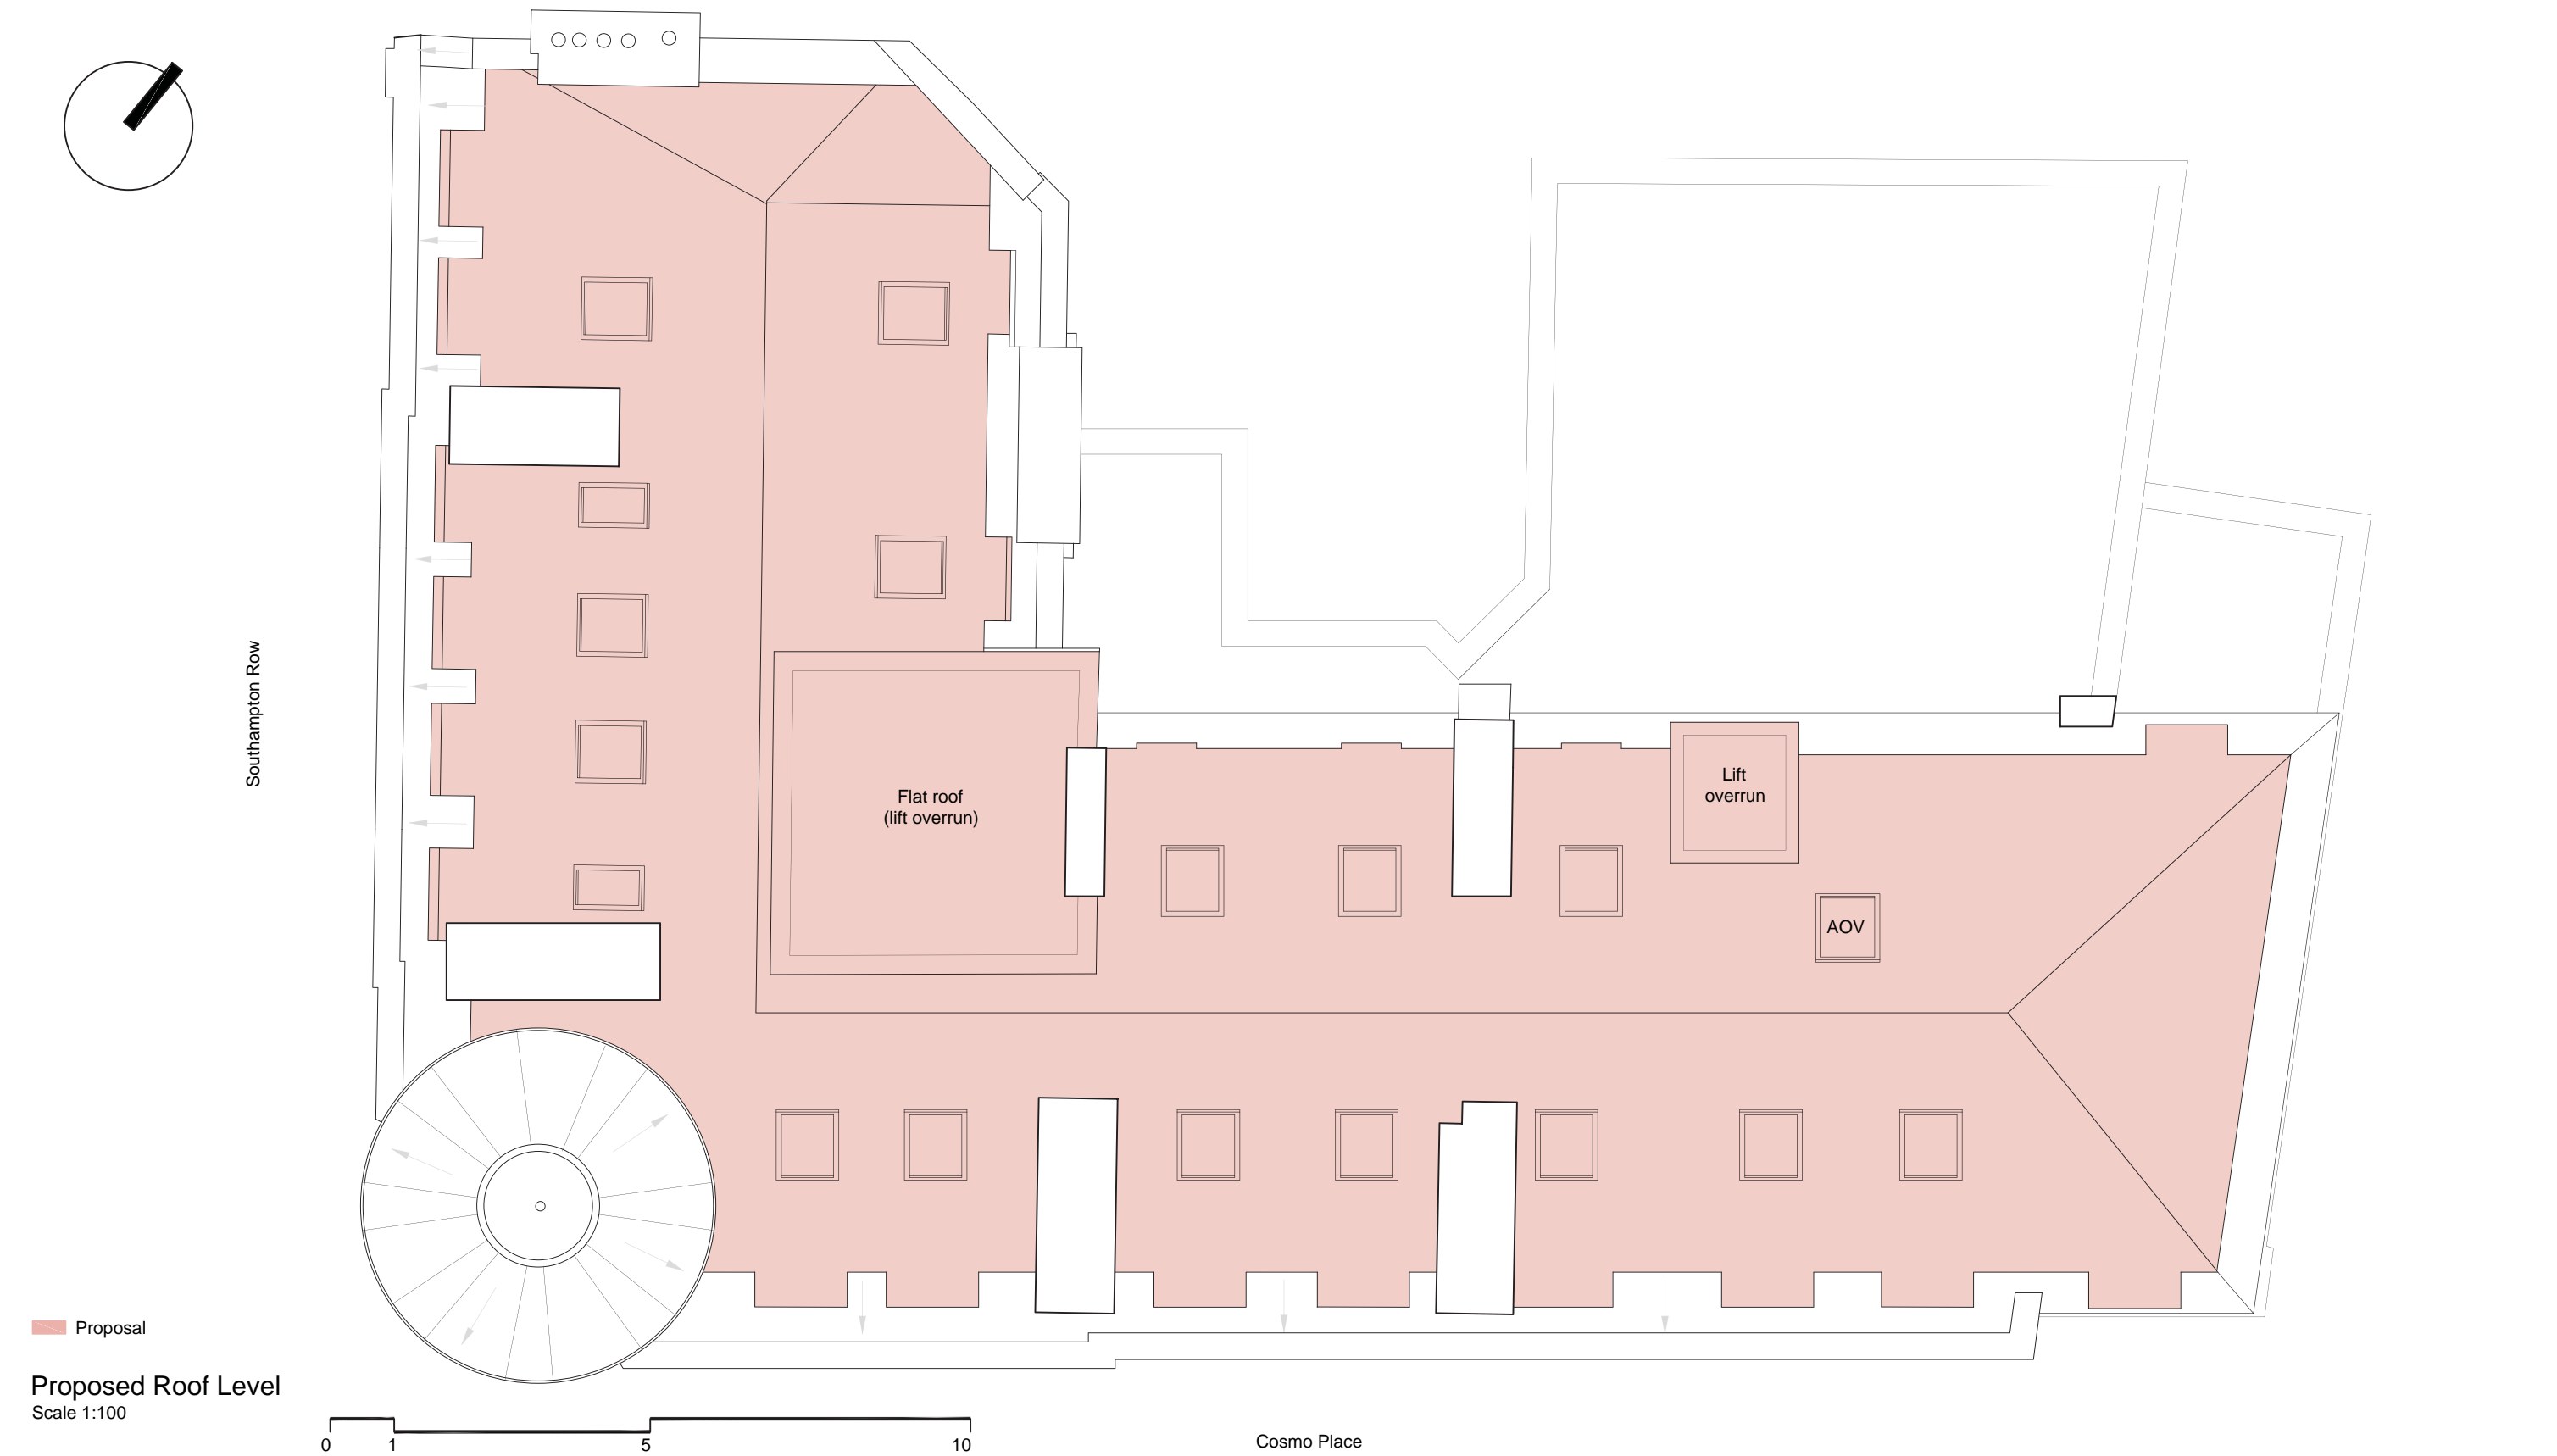 Southampton Row
Flat roof
(lift overrun)
Lift
overrun
AOV
Proposal
Proposed Roof Level
Scale 1:100
0 1 5 10
Cosmo Place